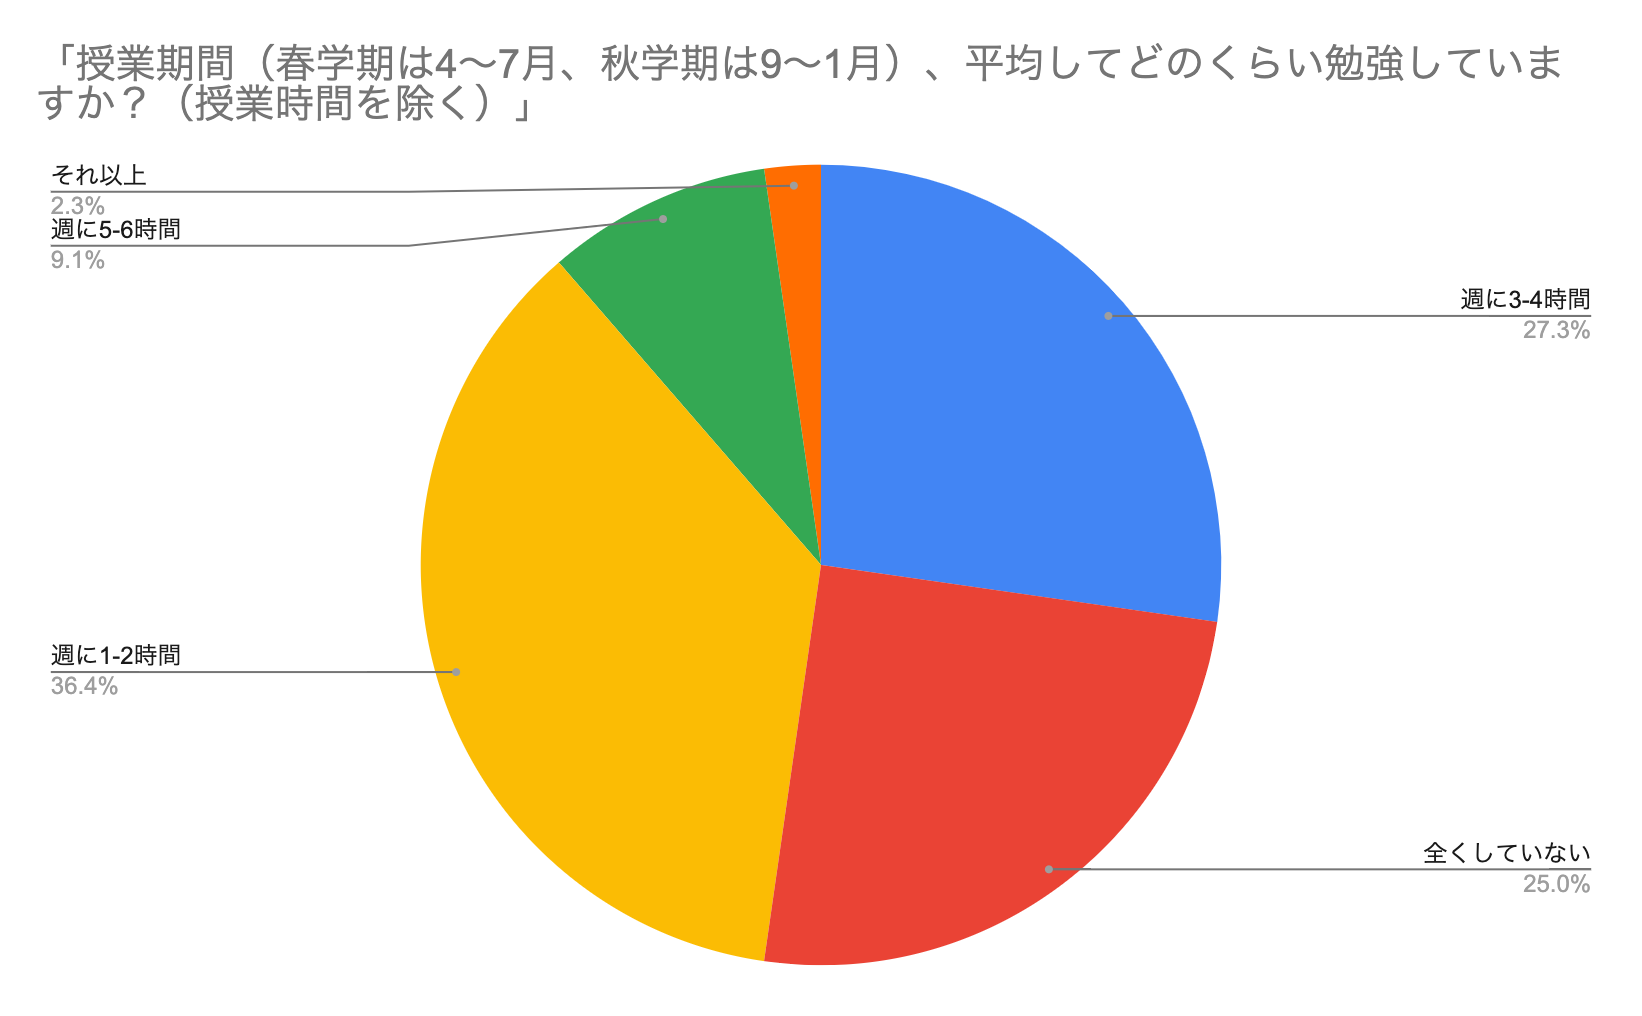 「授業期間（春学期は4〜7月、秋学期は9〜1月）、平均してどのくらい勉強していま
すか？（授業時間を除く）」
それ以上
2.3%
週に5-6時間
9.1%
週に3-4時間
27.3%
週に1-2時間
36.4%
全くしていない
25.0%